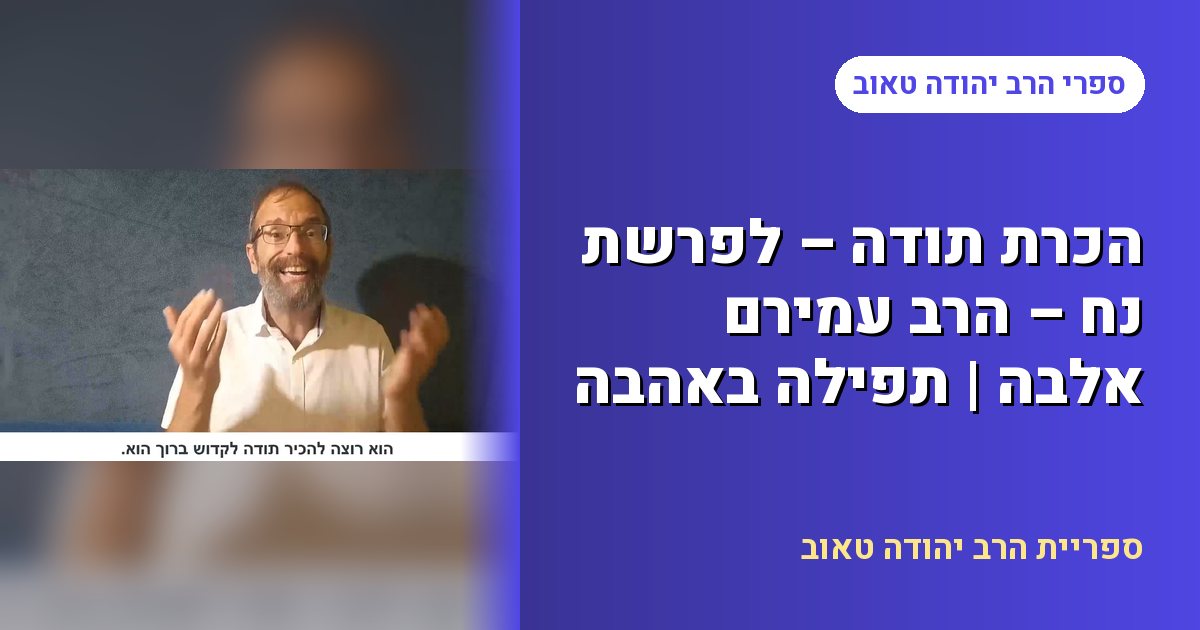 ספרי הרב יהודה טאוב
הכרת תודה – לפרשת
נח – הרב עמירם
אלבה | תפילה באהבה
הוא רוצה להכיר תודה לקדוש ברוך הוא.
ספריית הרב יהודה טאוב